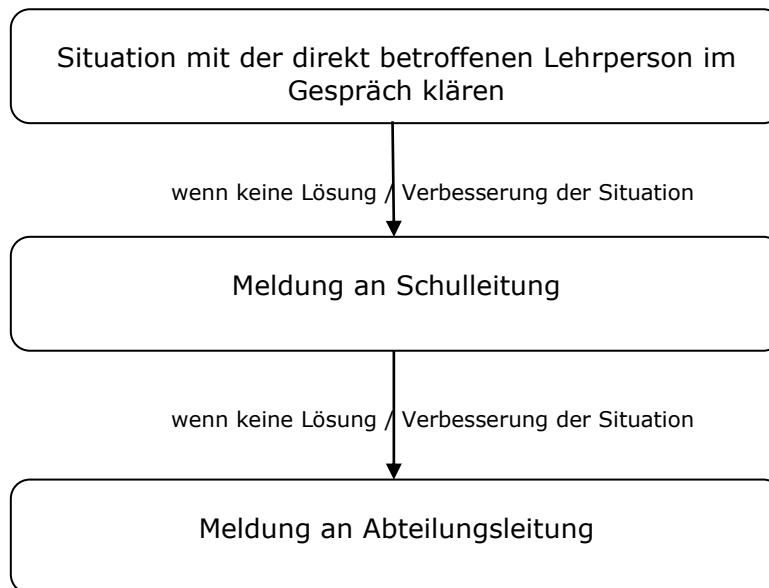 Situation mit der direkt betroffenen Lehrperson im
Gespräch klären
wenn keine Lösung / Verbesserung der Situation
Meldung an Schulleitung
wenn keine Lösung / Verbesserung der Situation
Meldung an Abteilungsleitung